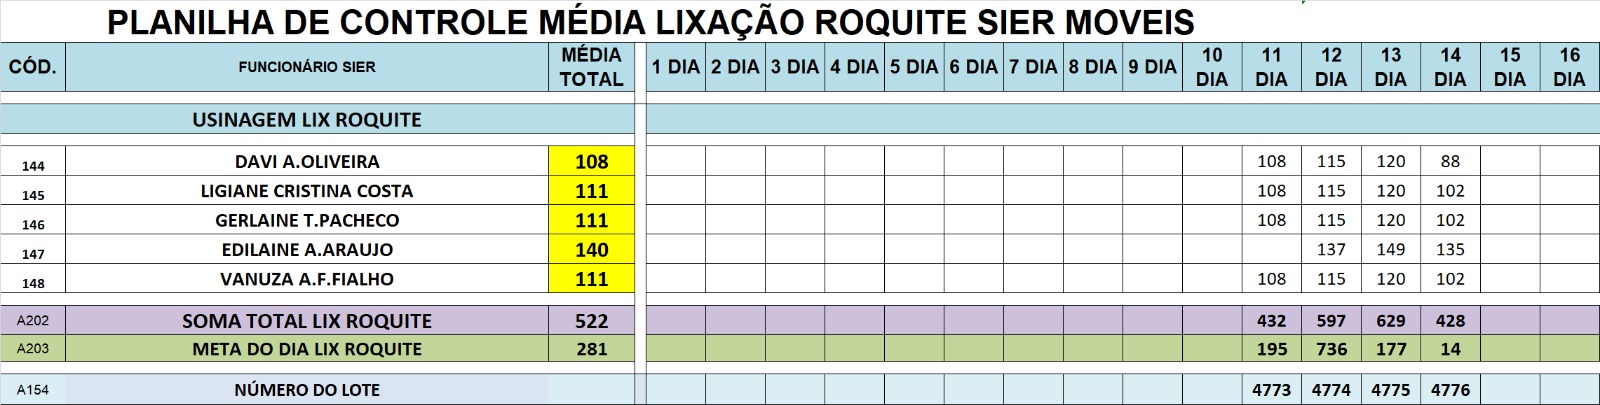 PLANILHA DE CONTROLE MÉDIA LIXAÇÃO ROQUITE SIER MOVEIS
CÓD. FUNCIONÁRIO SIER MÉDIA TOTAL 1 DIA 2 DIA 3 DIA 4 DIA 5 DIA 6 DIA 7 DIA 8 DIA 9 DIA 10 DIA 11 DIA 12 DIA 13 DIA 14 DIA 15 DIA 16 DIA
USINAGEM LIX ROQUITE
144 DAVI A.OLIVEIRA 108 108 115 120 88
145 LIGIANE CRISTINA COSTA 111 108 115 120 102
146 GERLAINE T.PACHECO 111 108 115 120 102
147 EDILAINE A.ARAUJO 140 137 149 135
148 VANUZA A.F.FIALHO 111 108 115 120 102
A202 SOMA TOTAL LIX ROQUITE 522 432 597 629 428
A203 META DO DIA LIX ROQUITE 281 195 736 177 14
A154 NÚMERO DO LOTE 4773 4774 4775 4776